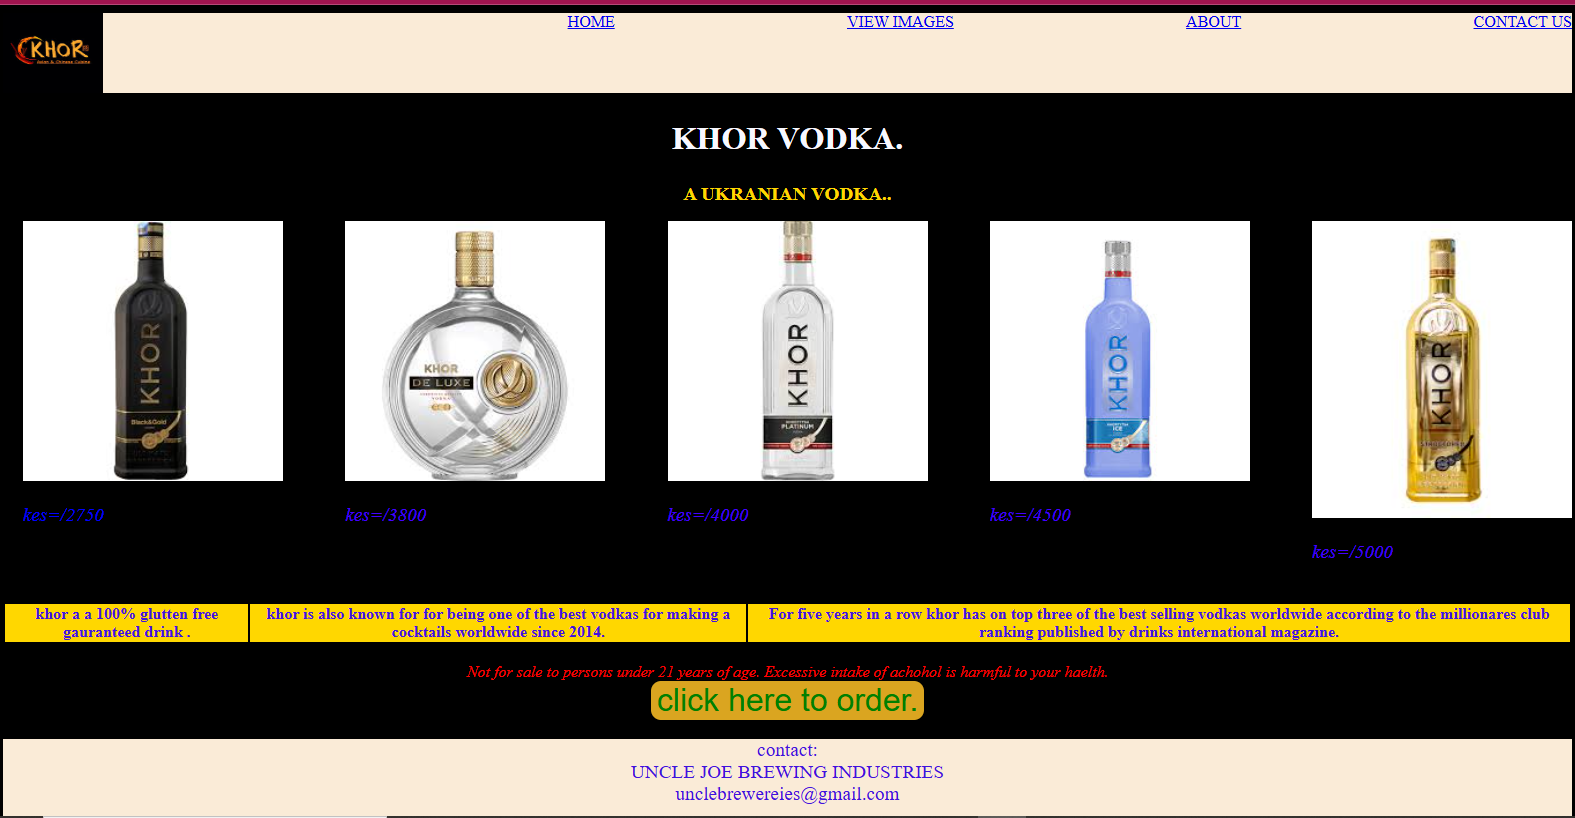 KHOR
Asian & Chinese Cuisine
HOME
VIEW IMAGES
ABOUT
CONTACT US
KHOR VODKA.
A UKRANIAN VODKA..
KHOR
Black&Gold
KHOR
DE LUXE
VODKA
KHOR
PLATINUM
KHOR
ICE
KHOR
kes=/2750
kes=/3800
kes=/4000
kes=/4500
kes=/5000
khor a a 100% glutten free
gauranteed drink .
khor is also known for for being one of the best vodkas for making a
cocktails worldwide since 2014.
For five years in a row khor has on top three of the best selling vodkas worldwide according to the millionares club
ranking published by drinks international magazine.
Not for sale to persons under 21 years of age. Excessive intake of achohol is harmful to your haelth.
click here to order.
contact:
UNCLE JOE BREWING INDUSTRIES
unclebrewereies@gmail.com